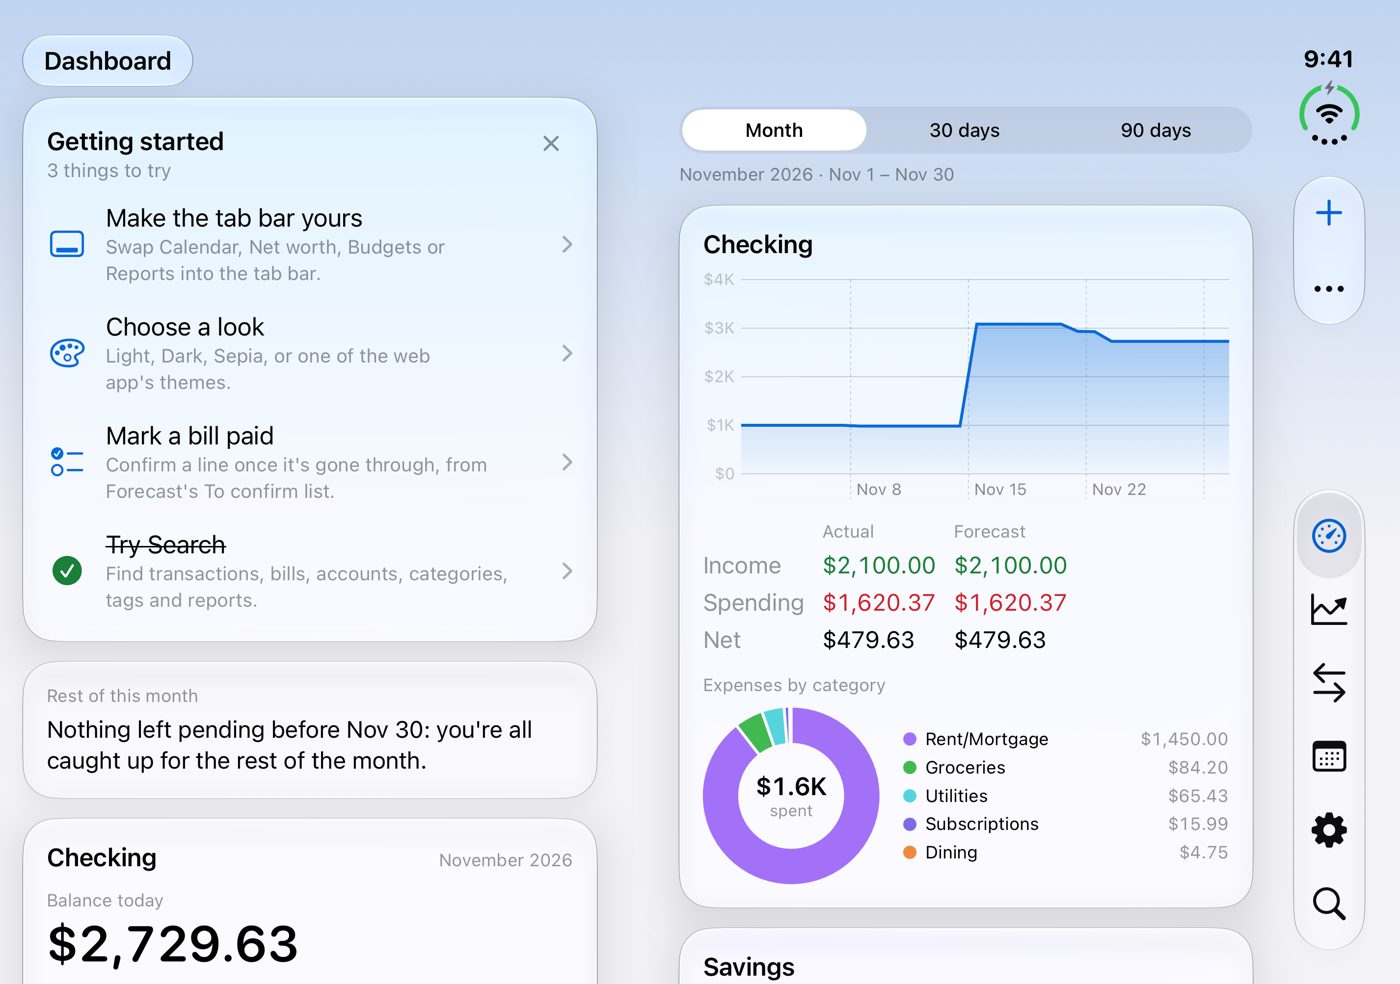 Dashboard
Getting started
3 things to try
Make the tab bar yours
Swap Calendar, Net worth, Budgets or
Reports into the tab bar.
Choose a look
Light, Dark, Sepia, or one of the web
app's themes.
Mark a bill paid
Confirm a line once it's gone through, from
Forecast's To confirm list.
Try Search
Find transactions, bills, accounts, categories,
tags and reports.
Rest of this month
Nothing left pending before Nov 30: you're all
caught up for the rest of the month.
Checking
November 2026
Balance today
$2,729.63
Month
30 days
90 days
November 2026 · Nov 1 – Nov 30
Checking
$4K
$3K
$2K
$1K
$0
Nov 8
Nov 15
Nov 22
Actual Forecast
Income $2,100.00 $2,100.00
Spending $1,620.37 $1,620.37
Net $479.63 $479.63
Expenses by category
$1.6K
spent
Rent/Mortgage $1,450.00
Groceries $84.20
Utilities $65.43
Subscriptions $15.99
Dining $4.75
Savings
9:41